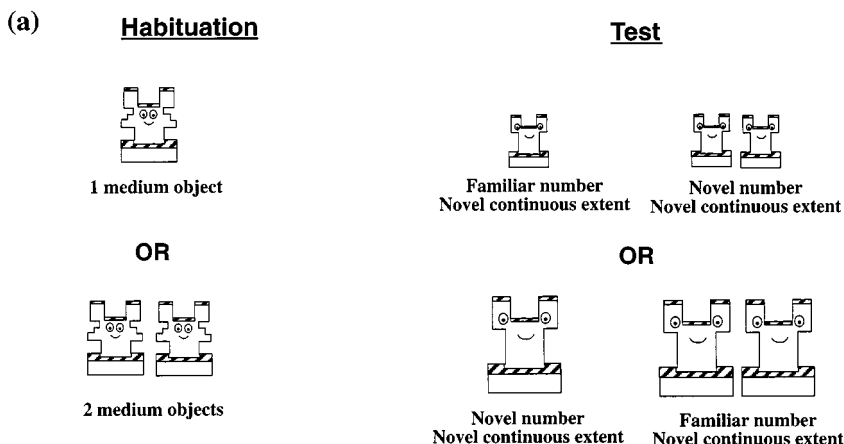 (a)
Habituation
Test
1 medium object
Familiar number
Novel continuous extent
Novel number
Novel continuous extent
OR
OR
2 medium objects
Novel number
Novel continuous extent
Familiar number
Novel continuous extent